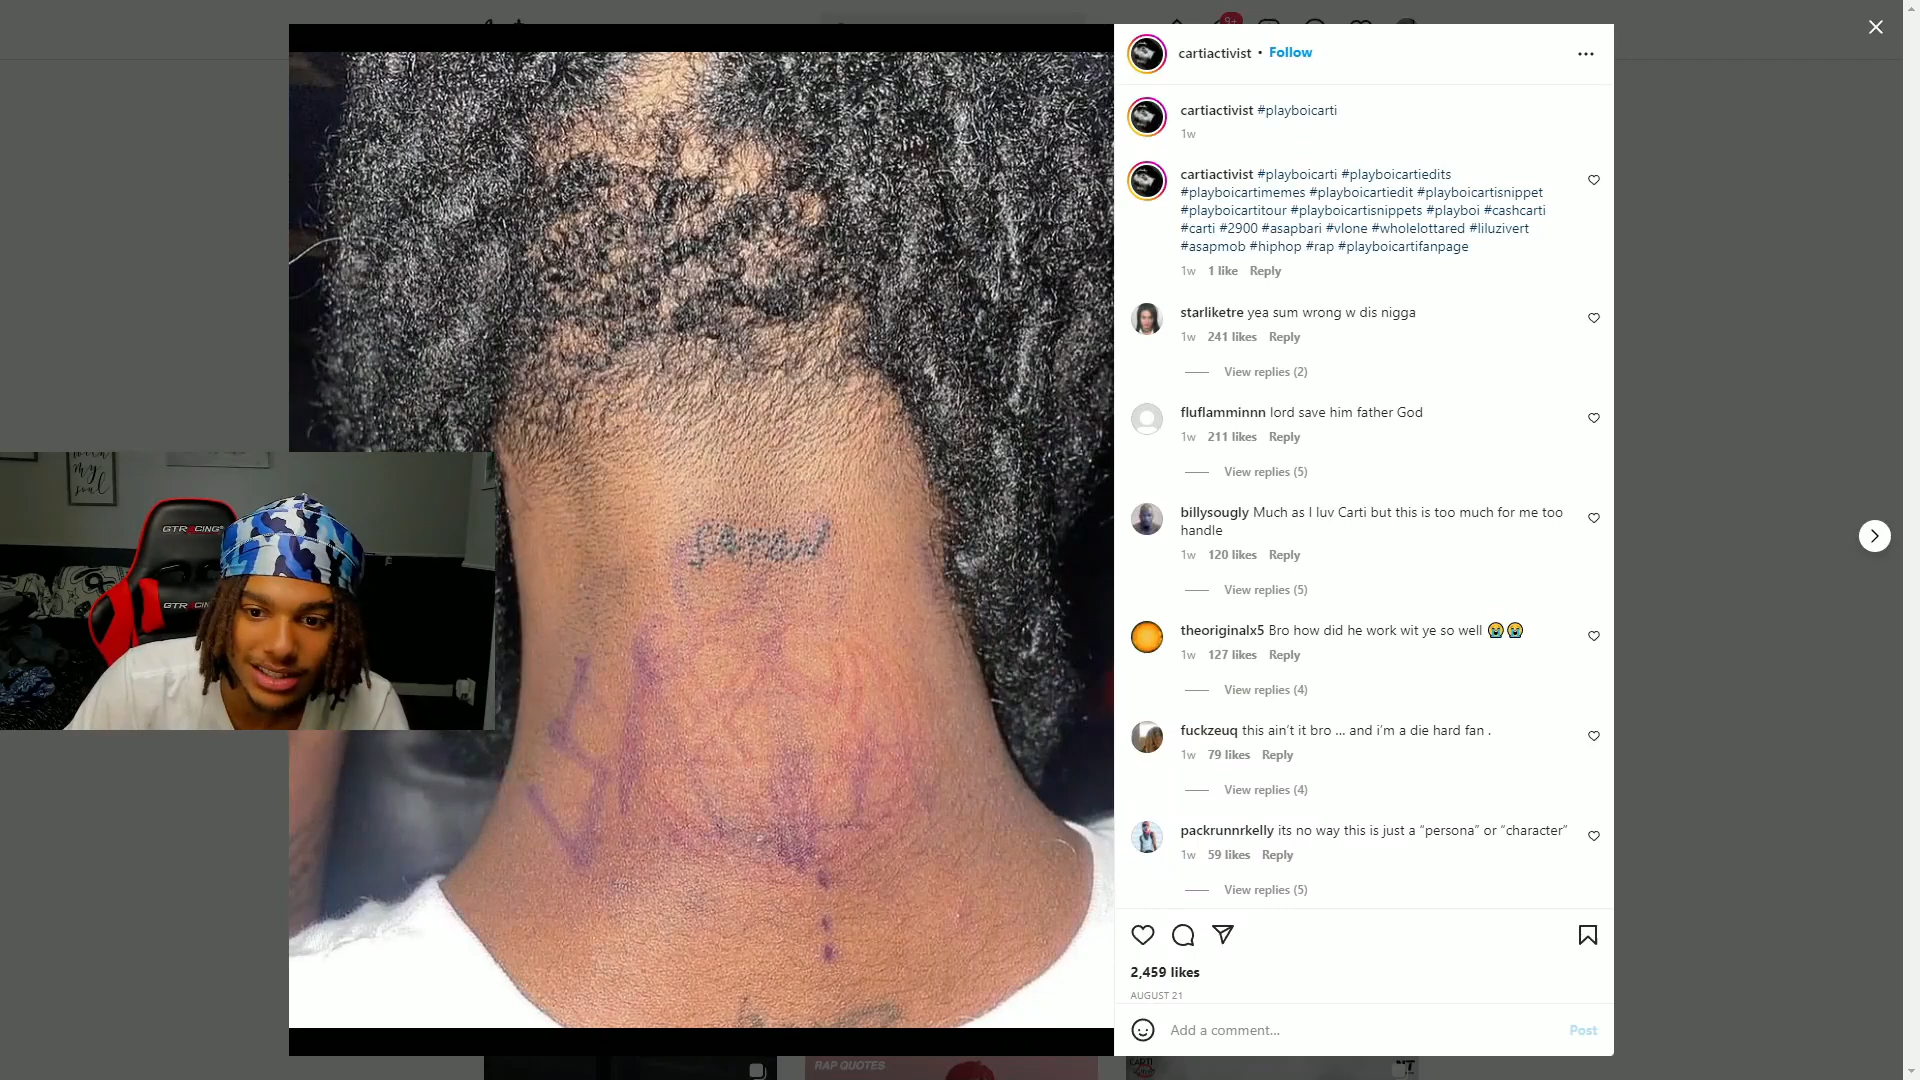 cartiactivist • Follow
cartiactivist #playboicarti
1w
cartiactivist #playboicarti #playboicartiedits
#playboicartimemes #playboicartiedit #playboicartisnippet
#playboicartitour #playboicartisnippets #playboi #cashcarti
#carti #2900 #asapbari #vlone #wholelottared #liluzivert
#asapmob #hiphop #rap #playboicartifanpage
1w 1 like Reply
starliketre yea sum wrong w dis nigga
1w 241 likes Reply
View replies (2)
fluflamminnn lord save him father God
1w 211 likes Reply
View replies (5)
billysougly Much as I luv Carti but this is too much for me too
handle
1w 120 likes Reply
View replies (5)
theoriginalx5 Bro how did he work wit ye so well 😭😭
1w 127 likes Reply
View replies (4)
fuckzeuq this ain’t it bro ... and i’m a die hard fan .
1w 79 likes Reply
View replies (4)
packrunnrkelly its no way this is just a “persona” or “character”
1w 59 likes Reply
View replies (5)
2,459 likes
AUGUST 21
Add a comment...
Post
my
soul
GTRACING
RAP QUOTES